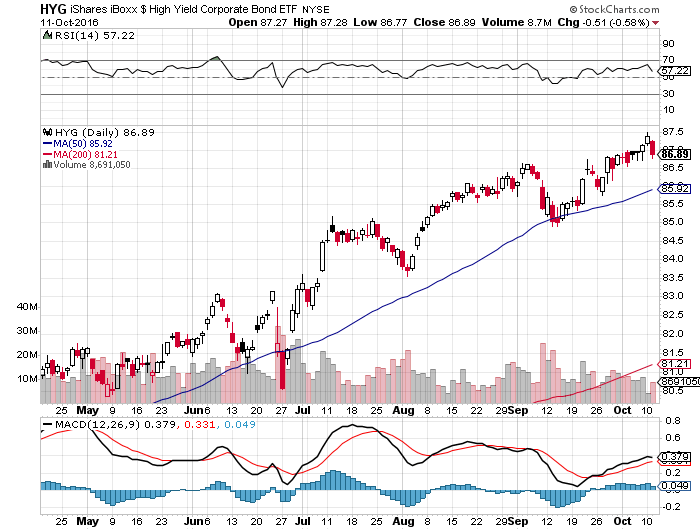 HYG iShares iBoxx $ High Yield Corporate Bond ETF NYSE © StockCharts.com
11-Oct-2016 Open 87.27 High 87.28 Low 86.77 Close 86.89 Volume 8.7M Chg -0.51 (-0.58%)
RSI(14) 57.22
90
70
57.22
50
30
10
HYG (Daily) 86.89
MA(50) 85.92
MA(200) 81.21
Volume 8,691,050
87.5
86.89
86.5
85.92
85.5
85.0
84.5
84.0
83.5
83.0
82.5
82.0
81.5
81.21
81.0
8691050
80.5
40M
30M
20M
10M
25 May 9 16 23 Jun 6 13 20 27 Jul 11 18 25 Aug 8 15 22 29 Sep 12 19 26 Oct 10
MACD(12,26,9) 0.379, 0.331, 0.049
0.8
0.6
0.379
0.2
0.049
-0.2
25 May 9 16 23 Jun 6 13 20 27 Jul 11 18 25 Aug 8 15 22 29 Sep 12 19 26 Oct 10